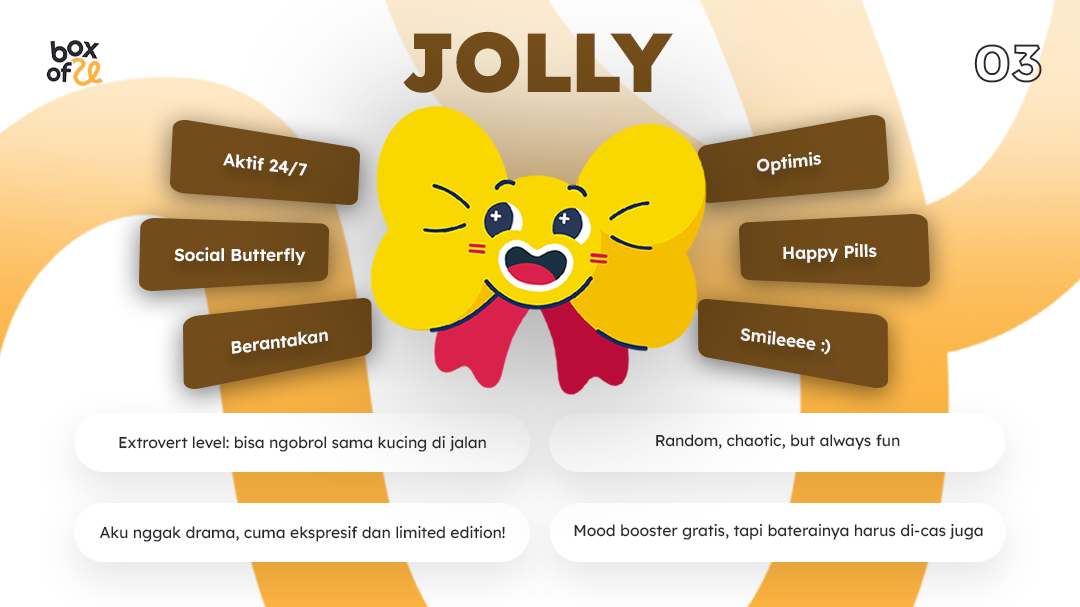 box
of ze
JOLLY
03
Aktif 24/7
Optimis
Social Butterfly
Happy Pills
Berantakan
Smileeee :)
Extrovert level: bisa ngobrol sama kucing di jalan
Random, chaotic, but always fun
Aku nggak drama, cuma ekspresif dan limited edition!
Mood booster gratis, tapi baterainya harus di-cas juga